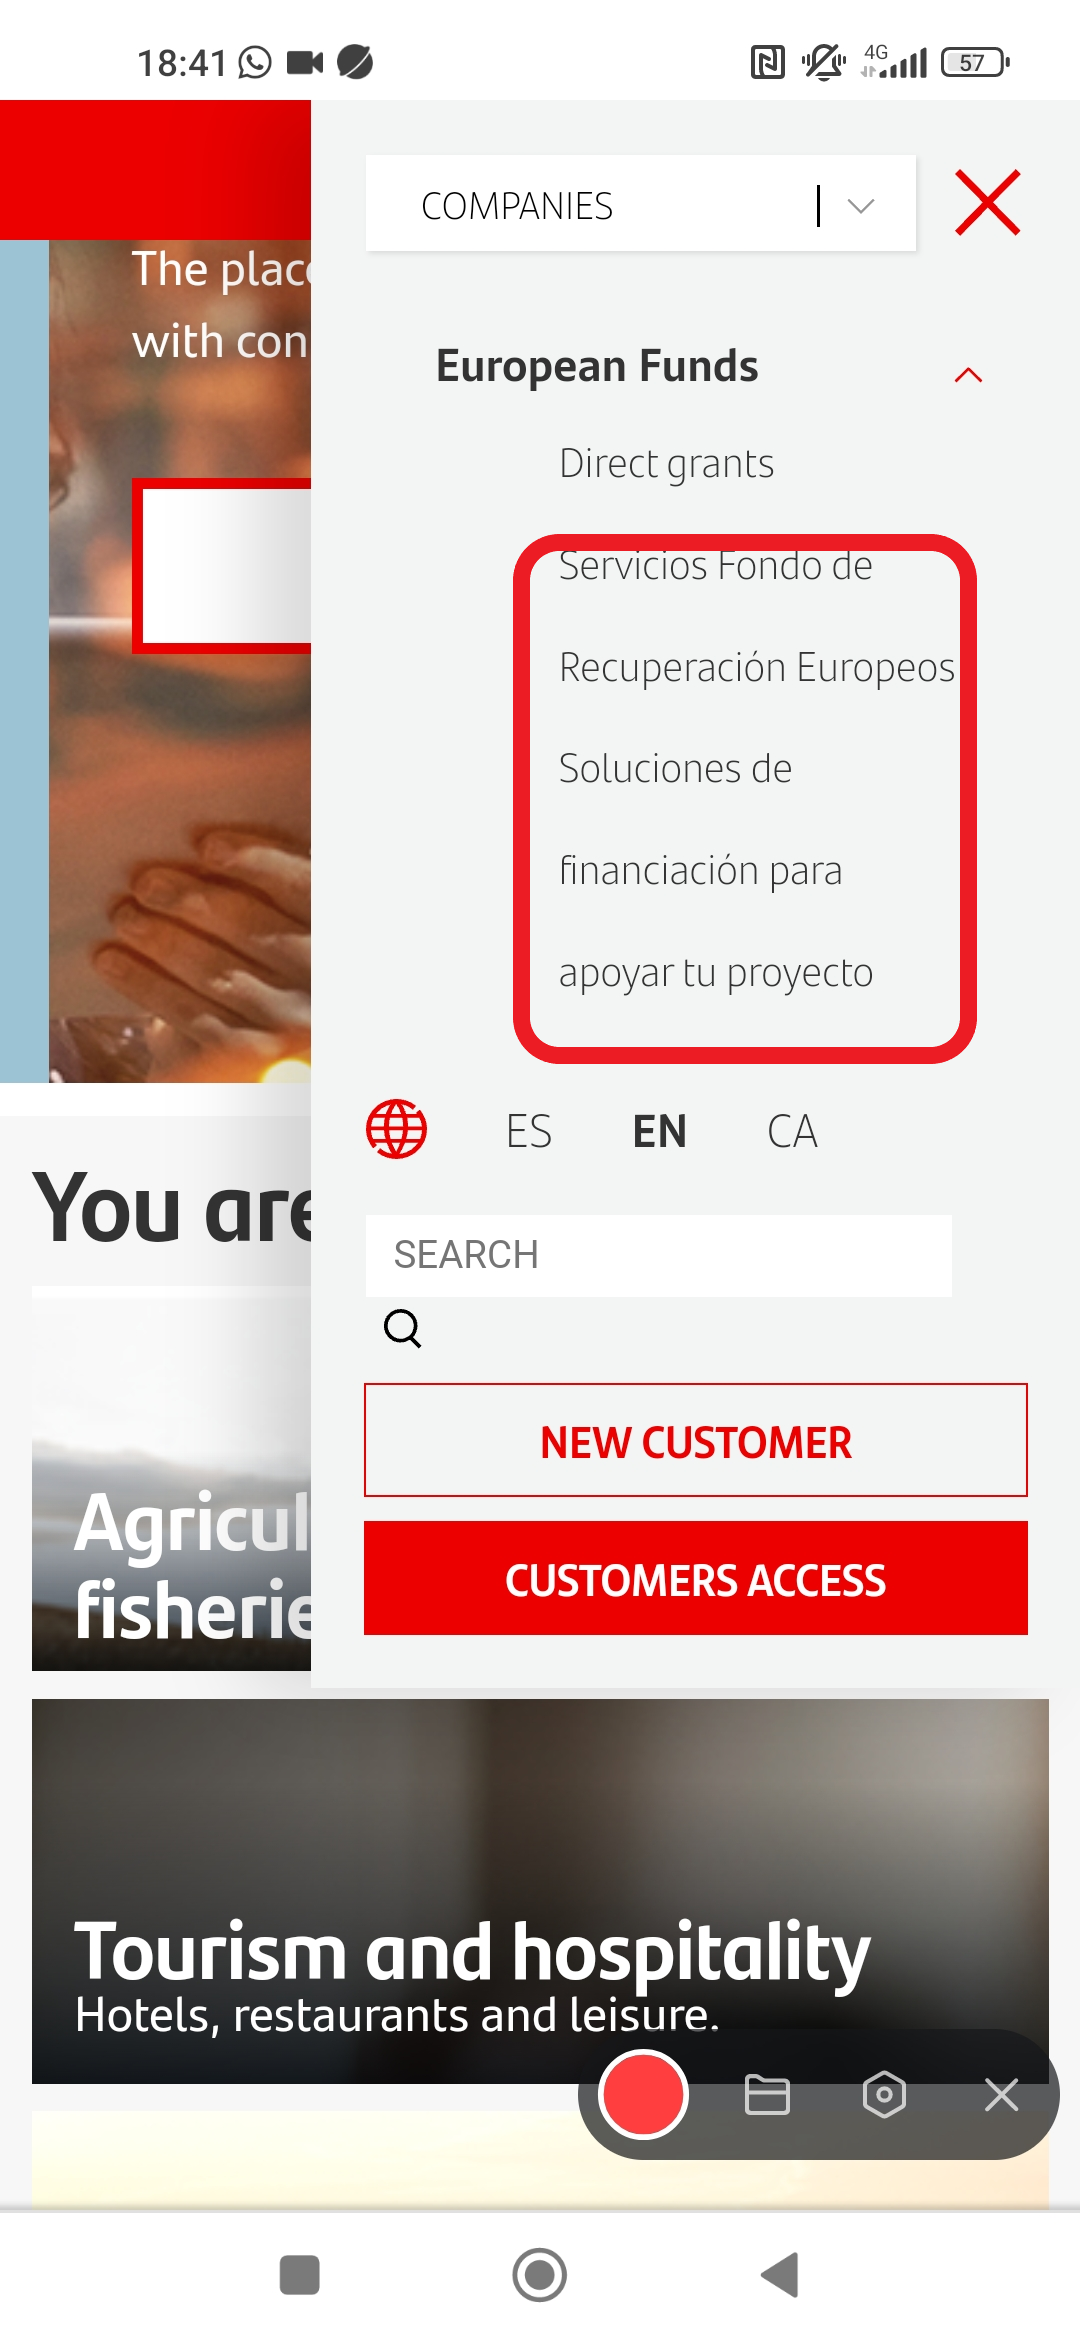 18:41
4G
57
COMPANIES
The plac
with con
European Funds
Direct grants
Servicios Fondo de
Recuperación Europeos
Soluciones de
financiación para
apoyar tu proyecto
ES EN CA
You are
SEARCH
NEW CUSTOMER
Agricul
CUSTOMERS ACCESS
fisherie
Tourism and hospitality
Hotels, restaurants and leisure.